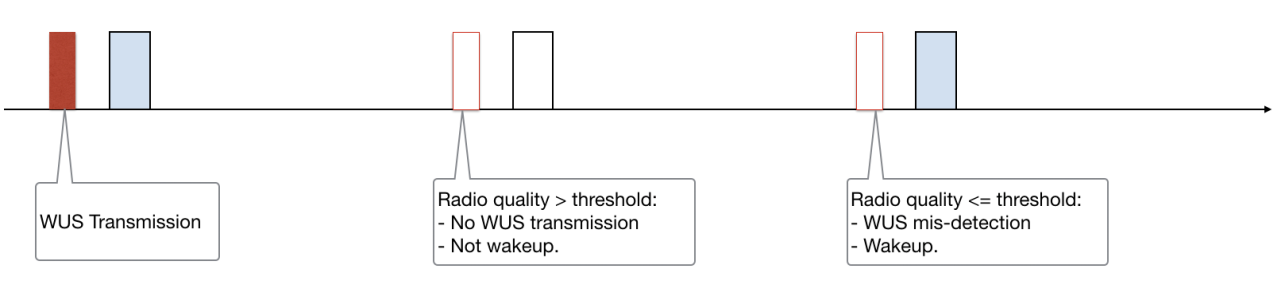 WUS Transmission
Radio quality > threshold:
- No WUS transmission
- Not wakeup.
Radio quality <= threshold:
- WUS mis-detection
- Wakeup.